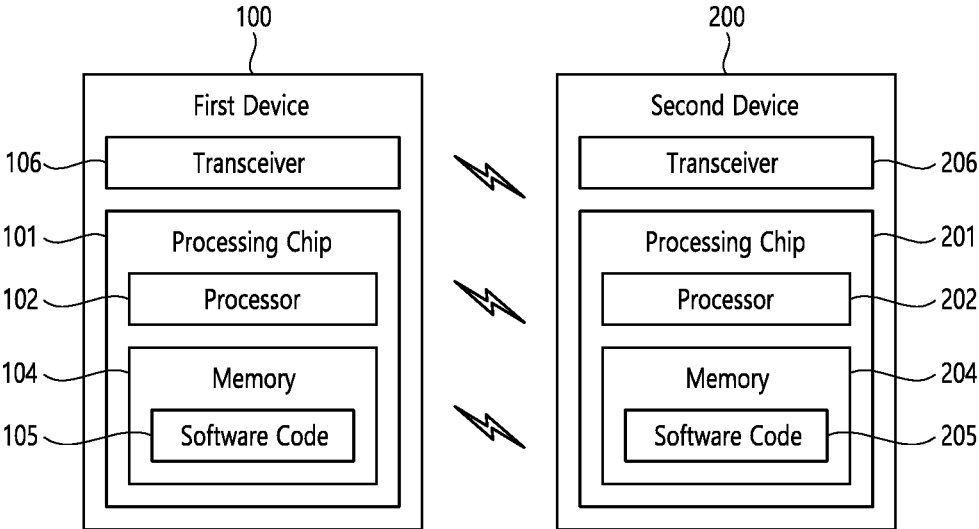 100 200
First Device Second Device
106 Transceiver Transceiver 206
101 Processing Chip Processing Chip 201
102 Processor Processor 202
104 Memory Memory 204
105 Software Code Software Code 205